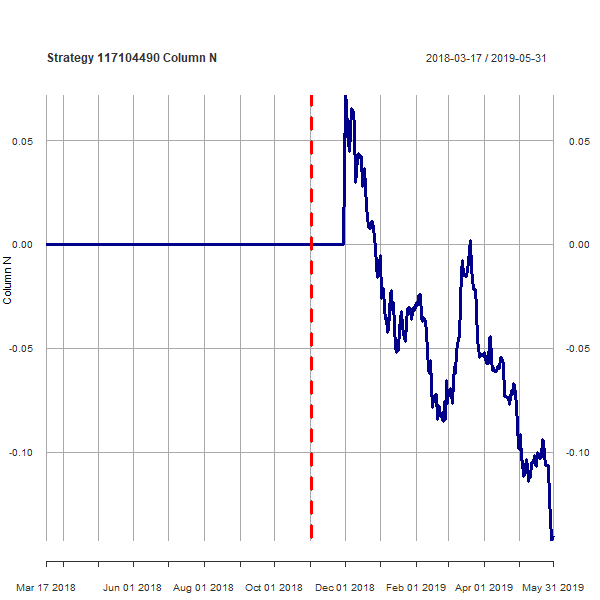 Strategy 117104490 Column N
2018-03-17 / 2019-05-31
0.05
0.05
0.00
0.00
Column N
-0.05
-0.05
-0.10
-0.10
Mar 17 2018
Jun 01 2018
Aug 01 2018
Oct 01 2018
Dec 01 2018
Feb 01 2019
Apr 01 2019
May 31 2019